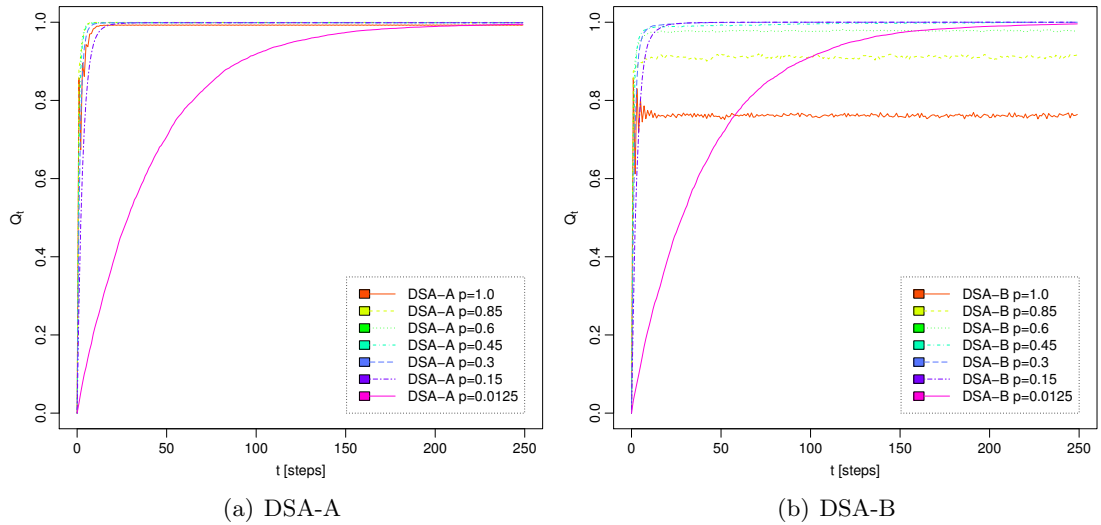 1.0
0.8
0.6
0.4
0.2
0.0
Q_t
DSA−A p=1.0
DSA−A p=0.85
DSA−A p=0.6
DSA−A p=0.45
DSA−A p=0.3
DSA−A p=0.15
DSA−A p=0.0125
0 50 100 150 200 250
t [steps]
(a) DSA-A
1.0
0.8
0.6
0.4
0.2
0.0
Q_t
DSA−B p=1.0
DSA−B p=0.85
DSA−B p=0.6
DSA−B p=0.45
DSA−B p=0.3
DSA−B p=0.15
DSA−B p=0.0125
0 50 100 150 200 250
t [steps]
(b) DSA-B